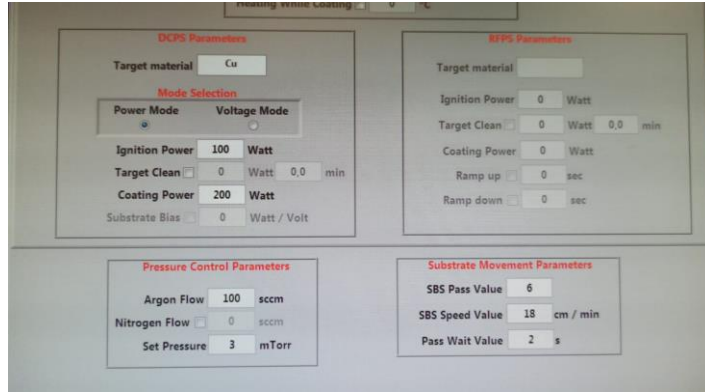 Heating While Coating 0 °C
DCPS Parameters
Target material Cu
Mode Selection
Power Mode Voltage Mode
Ignition Power 100 Watt
Target Clean 0 Watt 0,0 min
Coating Power 200 Watt
Substrate Bias 0 Watt / Volt
RFPS Parameters
Target material
Ignition Power 0 Watt
Target Clean 0 Watt 0,0 min
Coating Power 0 Watt
Ramp up 0 sec
Ramp down 0 sec
Pressure Control Parameters
Argon Flow 100 sccm
Nitrogen Flow 0 sccm
Set Pressure 3 mTorr
Substrate Movement Parameters
SBS Pass Value 6
SBS Speed Value 18 cm / min
Pass Wait Value 2 s